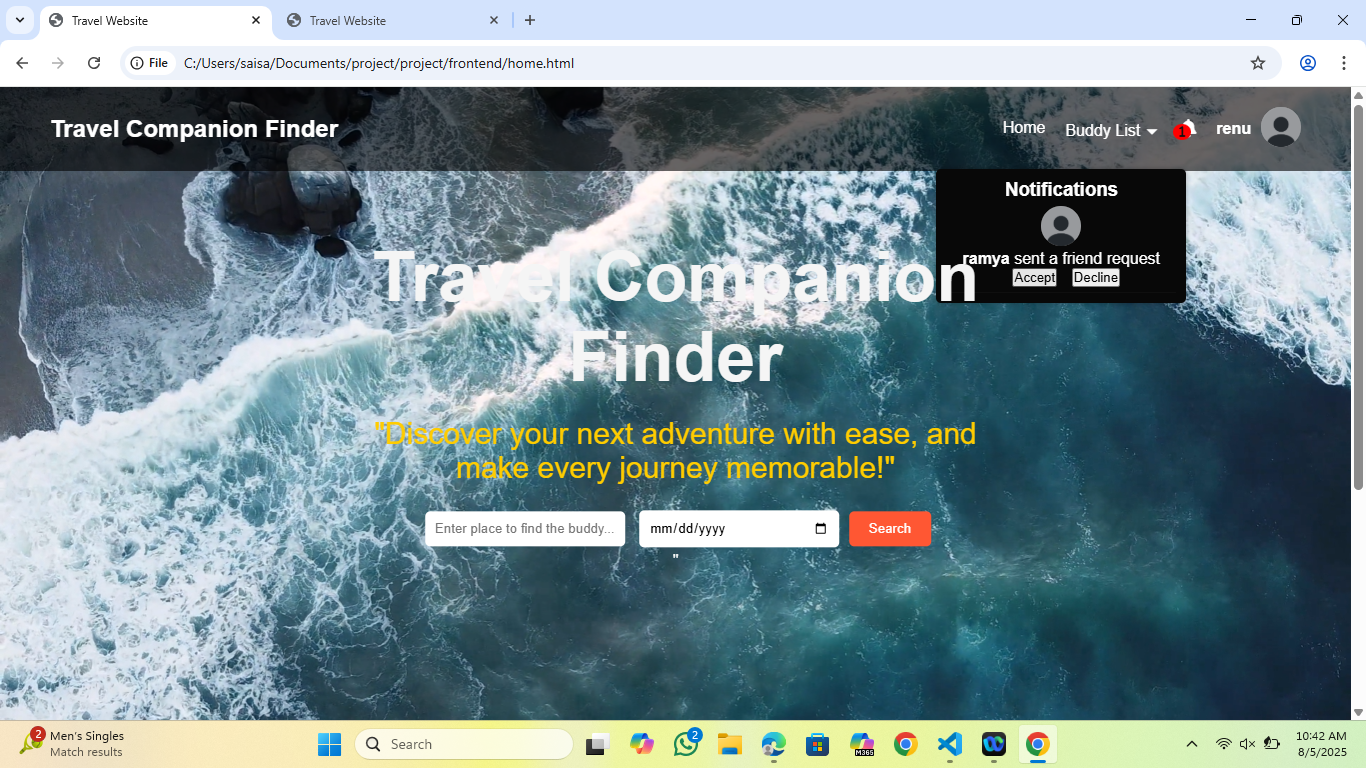 Travel Website
Travel Website
File
C:/Users/saisa/Documents/project/project/frontend/home.html
Travel Companion Finder
Home
Buddy List
1
renu
Notifications
ramya sent a friend request
Accept Decline
Travel Companion
Finder
"Discover your next adventure with ease, and
make every journey memorable!"
Enter place to find the buddy...
mm/dd/yyyy
Search
"
2
Men's Singles
Match results
Search
2
M365
10:42 AM
8/5/2025